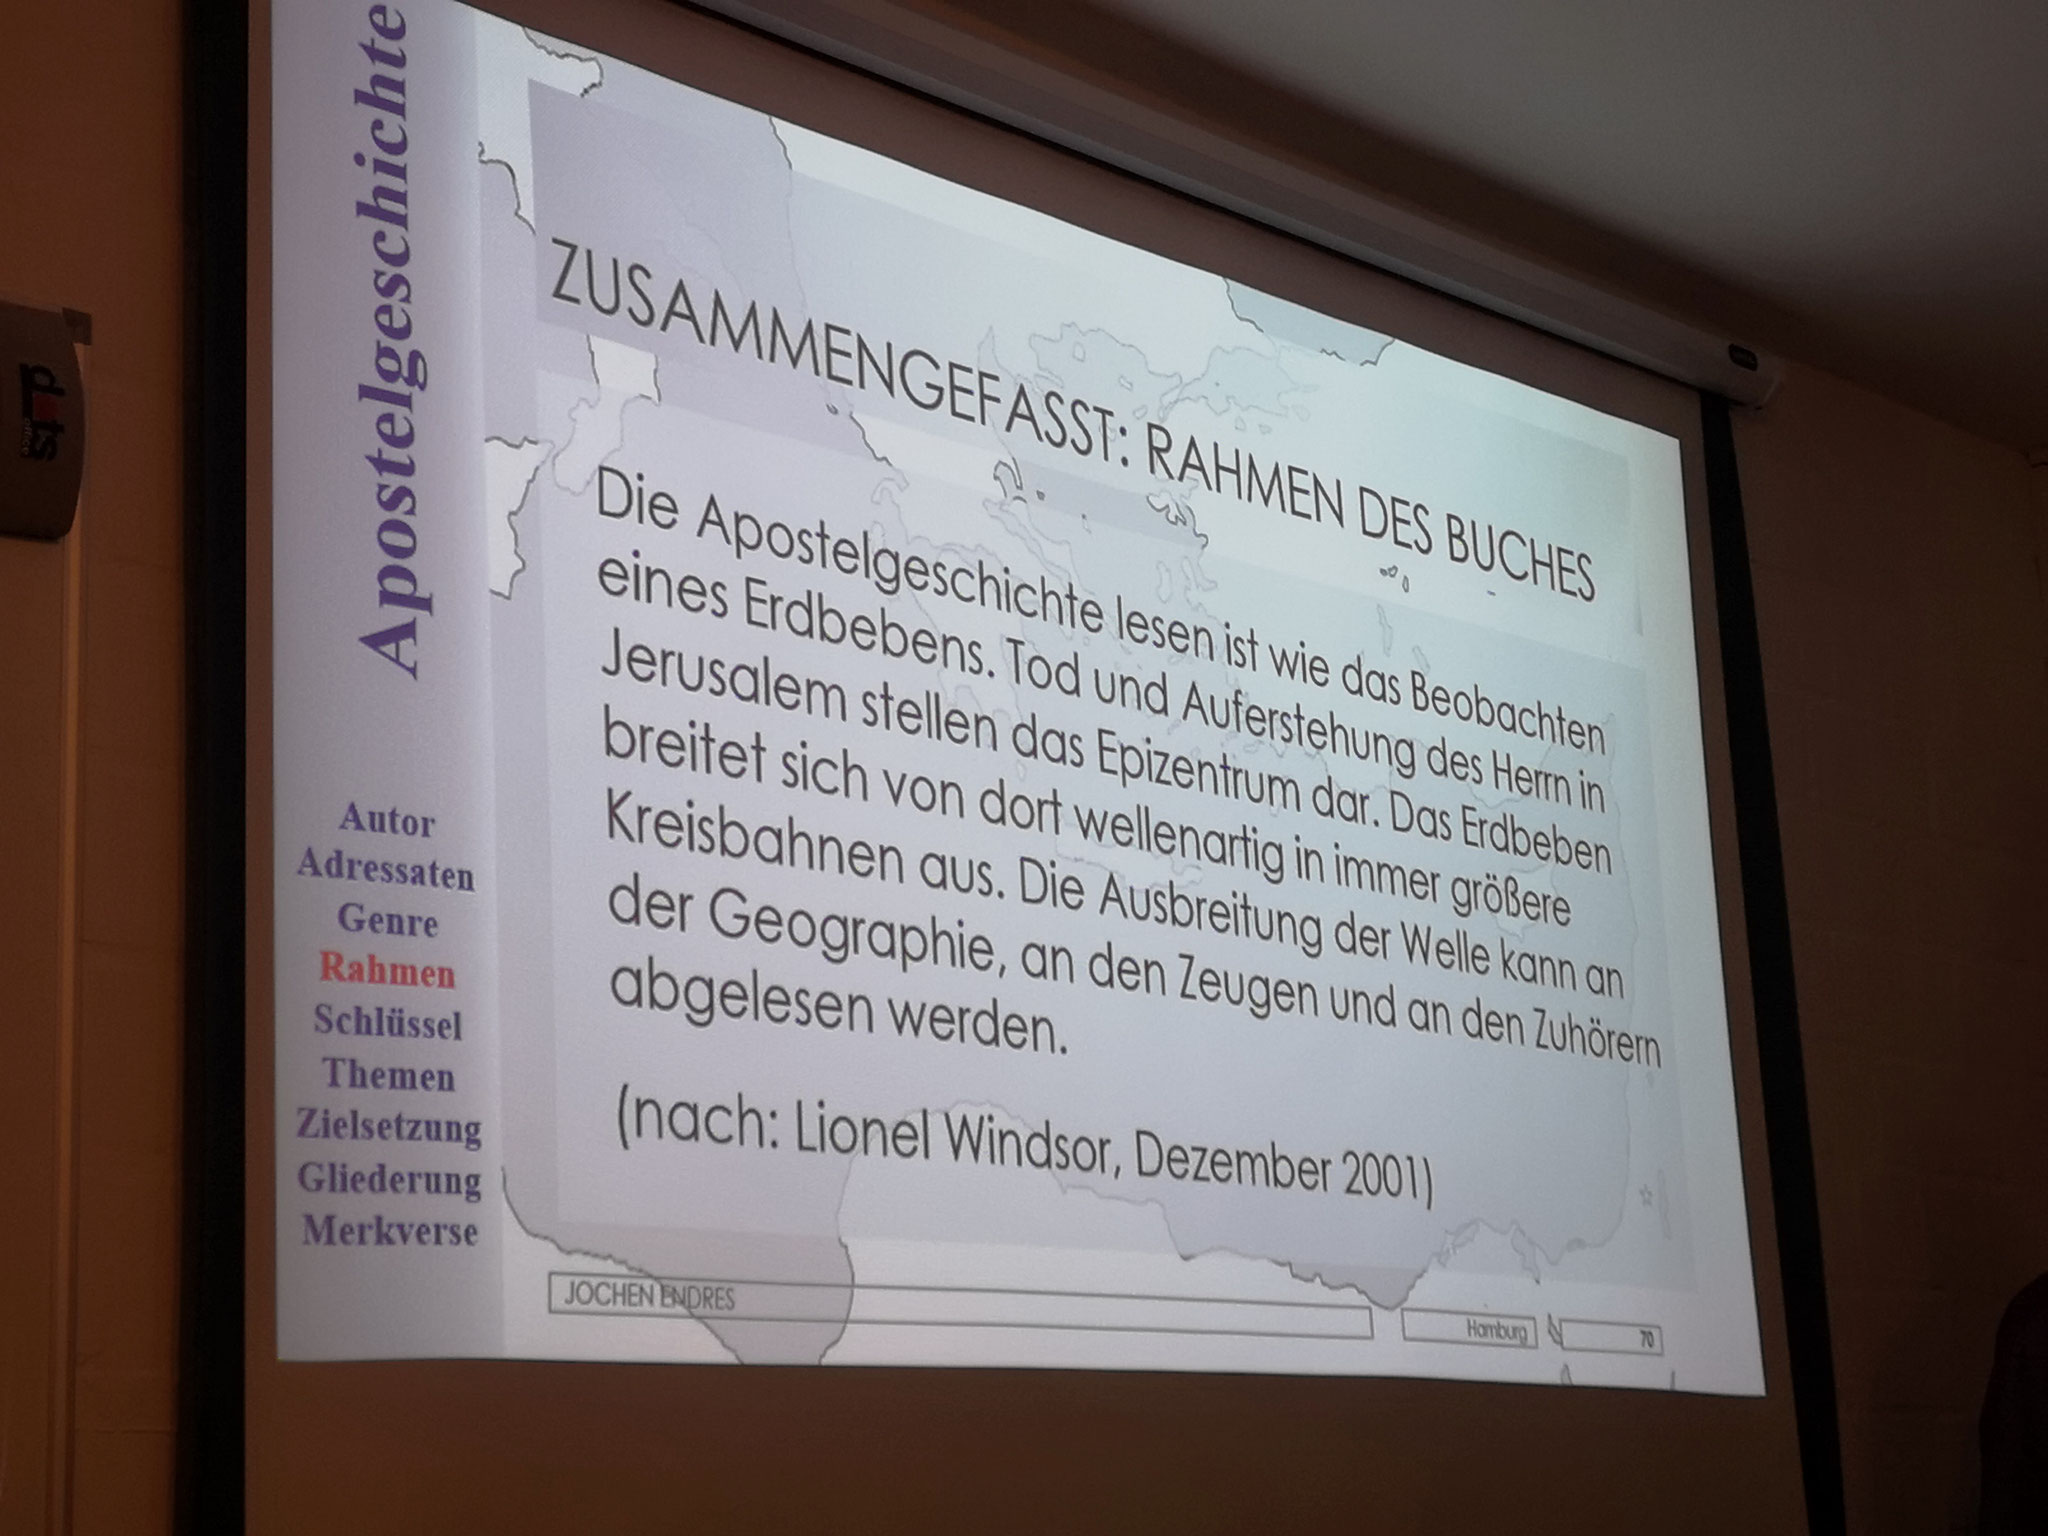 Apostelgeschichte
Autor
Adressaten
Genre
Rahmen
Schlüssel
Themen
Zielsetzung
Gliederung
Merkverse
ZUSAMMENGEFASST: RAHMEN DES BUCHES
Die Apostelgeschichte lesen ist wie das Beobachten
eines Erdbebens. Tod und Auferstehung des Herrn in
Jerusalem stellen das Epizentrum dar. Das Erdbeben
breitet sich von dort wellenartig in immer größere
Kreisbahnen aus. Die Ausbreitung der Welle kann an
der Geographie, an den Zeugen und an den Zuhörern
abgelesen werden.
(nach: Lionel Windsor, Dezember 2001)
JOCHEN ENDRES
Hamburg
70
dots
office